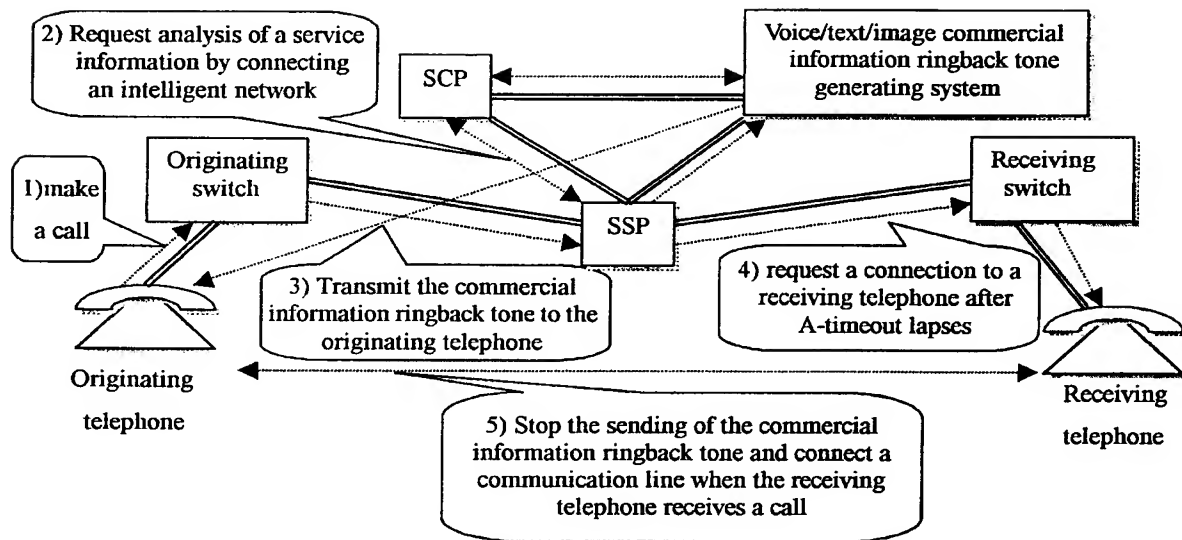 2) Request analysis of a service
information by connecting
an intelligent network
SCP
Voice/text/image commercial
information ringback tone
generating system
1)make
a call
Originating
switch
SSP
Receiving
switch
3) Transmit the commercial
information ringback tone to the
originating telephone
4) request a connection to a
receiving telephone after
A-timeout lapses
Originating
telephone
Receiving
telephone
5) Stop the sending of the commercial
information ringback tone and connect a
communication line when the receiving
telephone receives a call